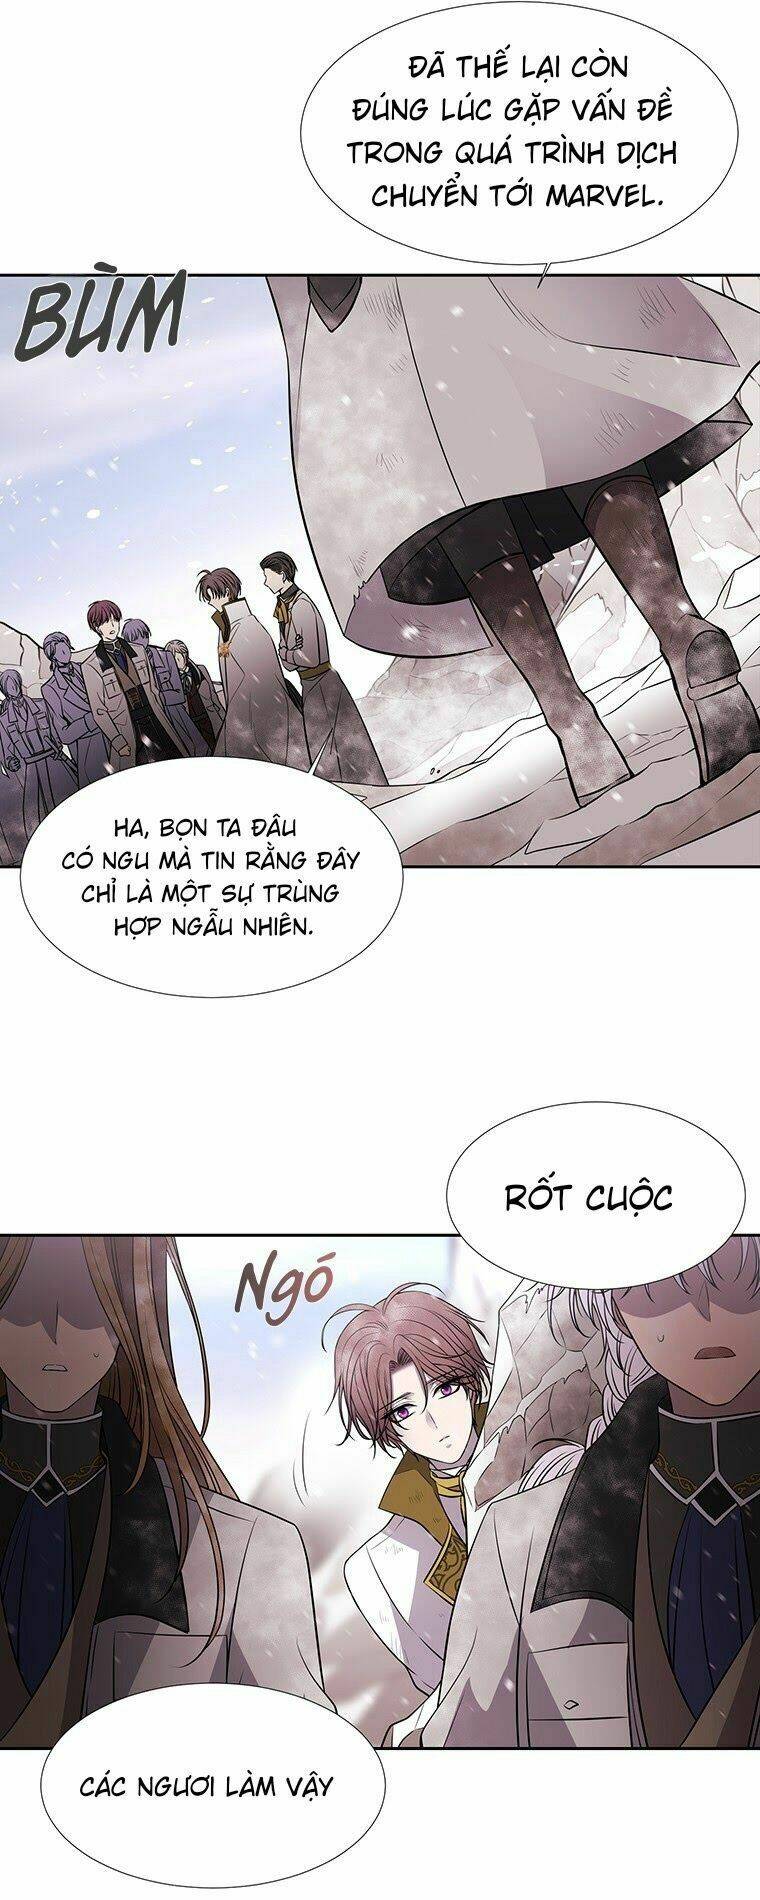 ĐÃ THẾ LẠI CÒN
ĐÚNG LÚC GẶP VẤN ĐỀ
TRONG QUÁ TRÌNH DỊCH
CHUYỂN TỚI MARVEL.
BÙM
HA, BỌN TA ĐÂU
CÓ NGU MÀ TIN RẰNG ĐÂY
CHỈ LÀ MỘT SỰ TRÙNG
HỢP NGẪU NHIÊN.
RỐT CUỘC
NGÓ
CÁC NGƯƠI LÀM VẬY